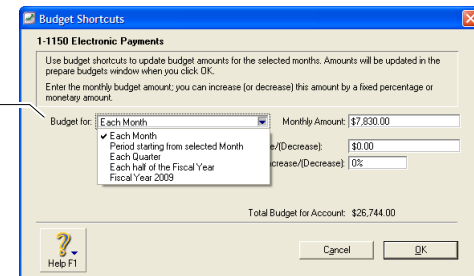 Budget Shortcuts
1-1150 Electronic Payments
Use budget shortcuts to update budget amounts for the selected months. Amounts will be updated in the
prepare budgets window when you click OK.
Enter the monthly budget amount; you can increase (or decrease) this amount by a fixed percentage or
monetary amount.
Budget for: Each Month Monthly Amount: $7,830.00
✔ Each Month
Period starting from selected Month e/(Decrease): $0.00
Each Quarter
Each half of the Fiscal Year crease/(Decrease): 0%
Fiscal Year 2009
Total Budget for Account: $26,744.00
Help F1
Cancel OK